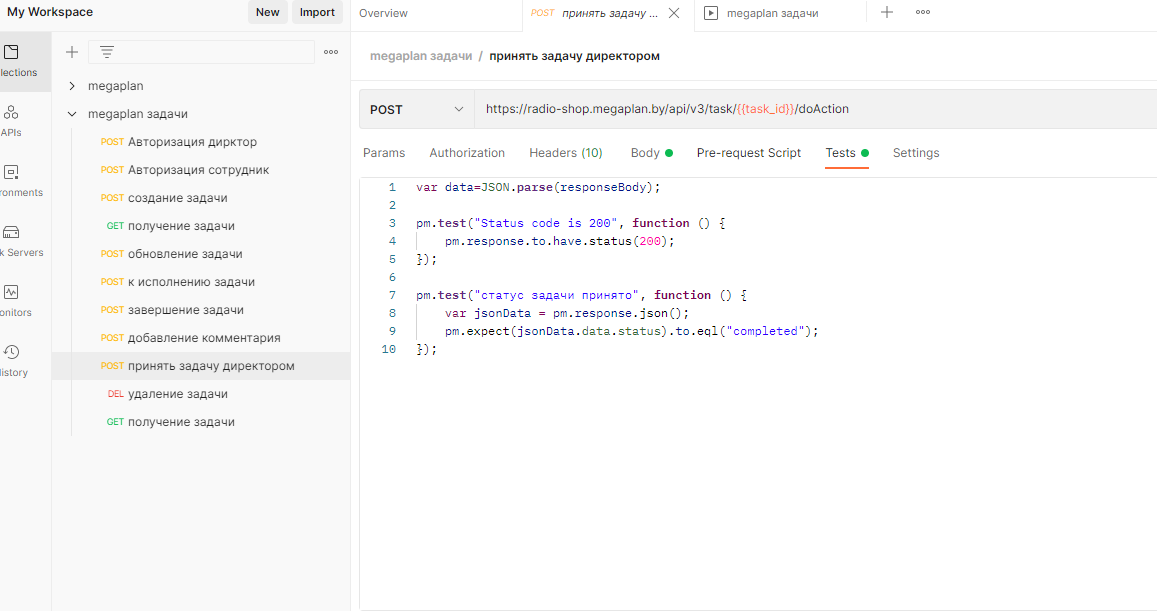 My Workspace
New
Import
Overview
POST принять задачу ...
megaplan задачи
lections
APIs
ronments
k Servers
onitors
istory
megaplan
megaplan задачи
POST Авторизация дирктор
POST Авторизация сотрудник
POST создание задачи
GET получение задачи
POST обновление задачи
POST к исполнению задачи
POST завершение задачи
POST добавление комментария
POST принять задачу директором
DEL удаление задачи
GET получение задачи
megaplan задачи / принять задачу директором
POST
https://radio-shop.megaplan.by/api/v3/task/{{task_id}}/doAction
Params
Authorization
Headers (10)
Body
Pre-request Script
Tests
Settings
1 var data=JSON.parse(responseBody);
2
3 pm.test("Status code is 200", function () {
4 pm.response.to.have.status(200);
5 });
6
7 pm.test("статус задачи принято", function () {
8 var jsonData = pm.response.json();
9 pm.expect(jsonData.data.status).to.eql("completed");
10 });